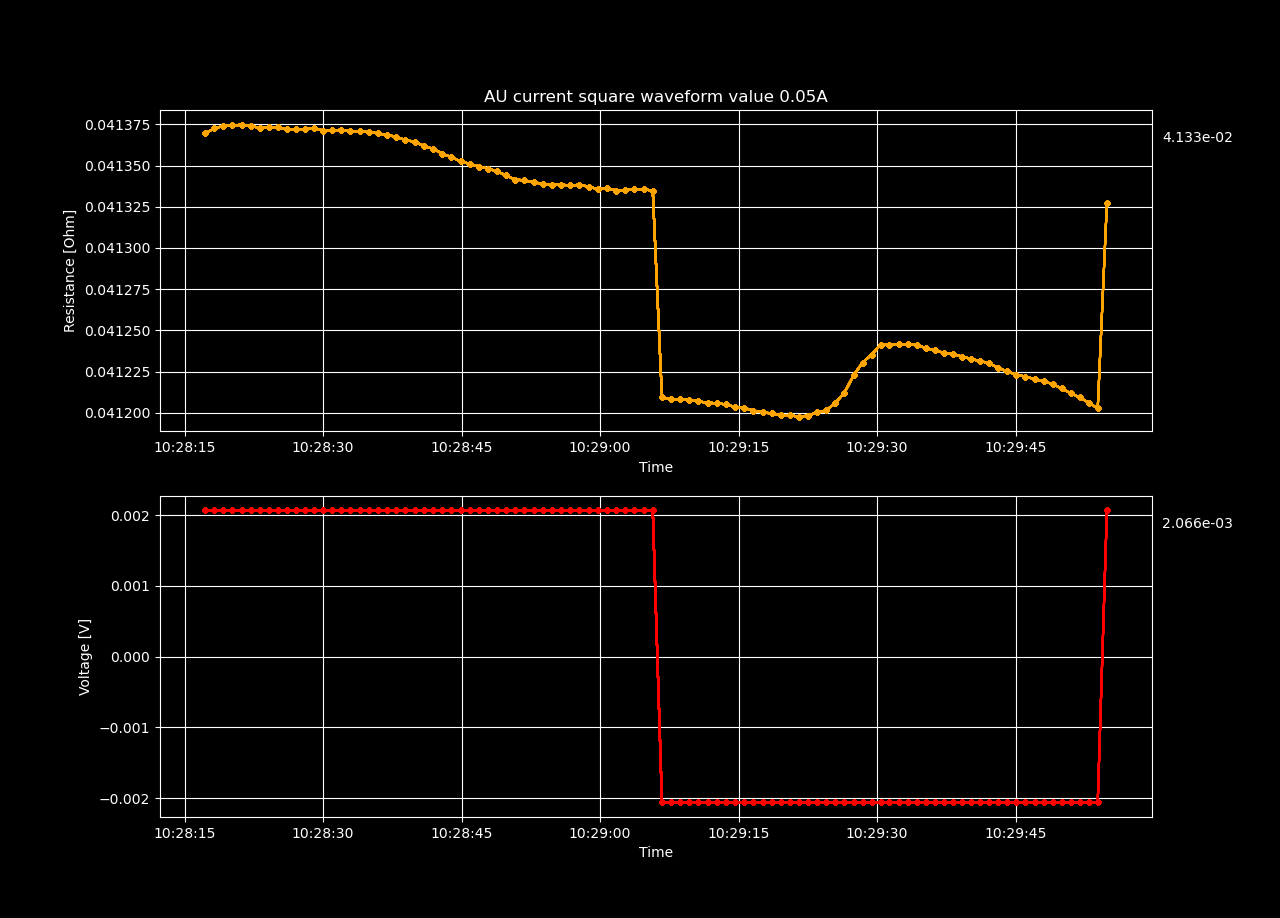 AU current square waveform value 0.05A
0.041375
4.133e-02
0.041350
0.041325
0.041300
0.041275
0.041250
0.041225
0.041200
Resistance [Ohm]
10:28:15 10:28:30 10:28:45 10:29:00 10:29:15 10:29:30 10:29:45
Time
0.002
2.066e-03
0.001
0.000
−0.001
−0.002
Voltage [V]
10:28:15 10:28:30 10:28:45 10:29:00 10:29:15 10:29:30 10:29:45
Time